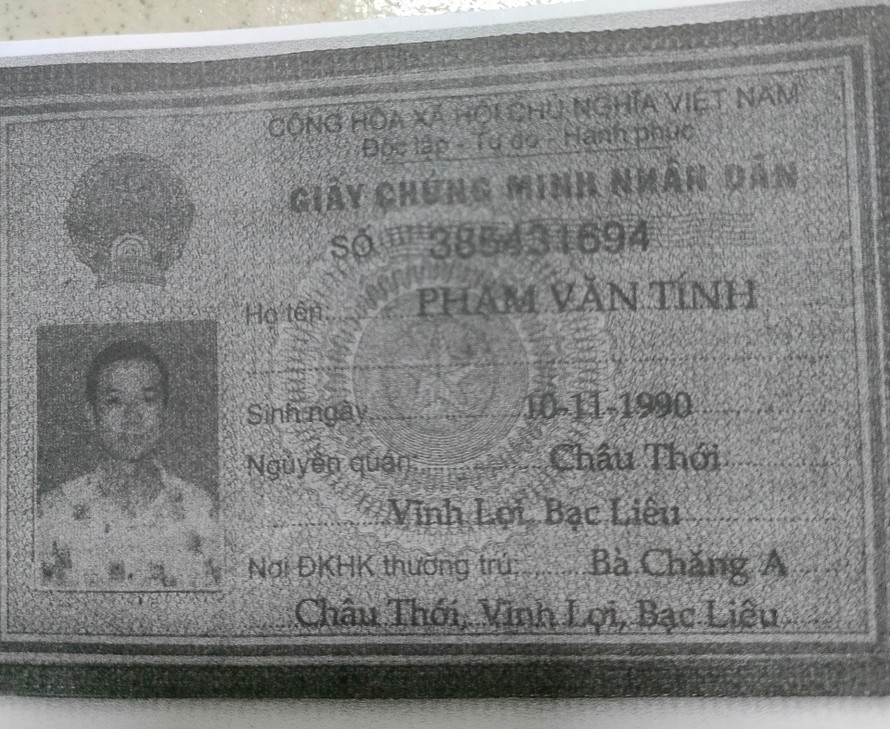 CỘNG HÒA XÃ HỘI CHỦ NGHĨA VIỆT NAM
Độc lập - Tự do - Hạnh phúc
GIẤY CHỨNG MINH NHÂN DÂN
SỐ 385431694
Họ tên: PHẠM VĂN TÍNH
Sinh ngày 10-11-1990
Nguyên quán: Châu Thới
Vĩnh Lợi, Bạc Liêu
Nơi ĐKHK thường trú: Bà Chăng A
Châu Thới, Vĩnh Lợi, Bạc Liêu